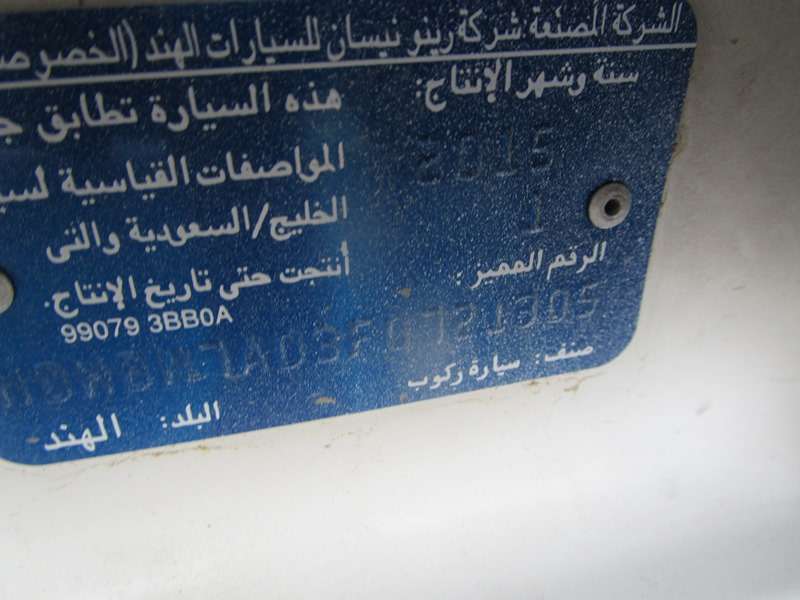 الشركة المصنعة شركة رينو نيسان للسيارات الهند
سنة وشهر الإنتاج:
2015
1
الرقم المميز:
صنف: سيارة ركوب
هذه السيارة تطابق
المواصفات القياسية
الخليج/السعودية والتى
أنتجت حتى تاريخ الإنتاج.
99079 3BB0A
البلد: الهند